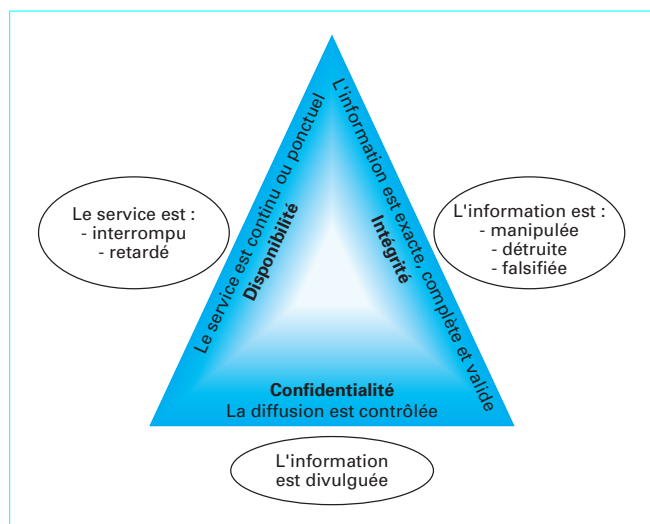 Le service est continu ou ponctuel
Disponibilité
L'information est exacte, complète et valide
Intégrité
Le service est :
- interrompu
- retardé
L'information est :
- manipulée
- détruite
- falsifiée
Confidentialité
La diffusion est contrôlée
L'information
est divulguée